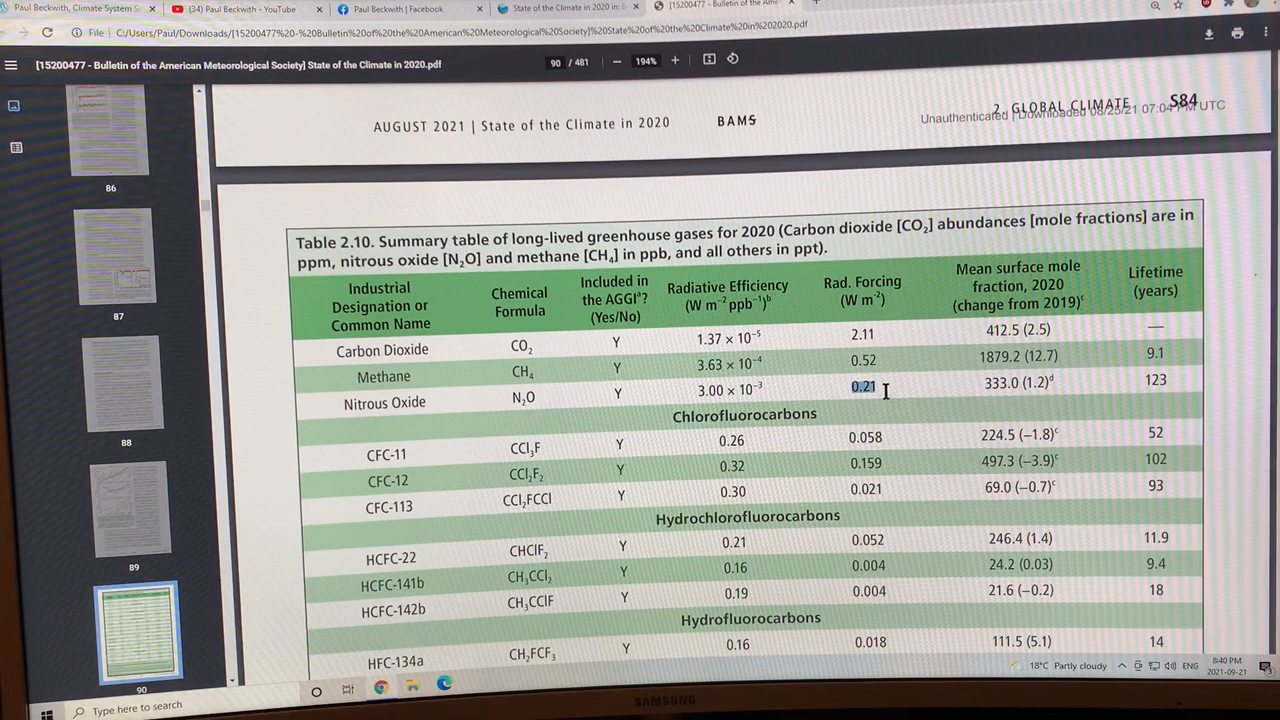 Paul Beckwith, Climate System S
(34) Paul Beckwith - YouTube
Paul Beckwith | Facebook
State of the Climate in 2020 in
[15200477 - Bulletin of the Ame
File | C:/Users/Paul/Downloads/[15200477%20-%20Bulletin%20of%20the%20American%20Meteorological%20Society]%20State%20of%20the%20Climate%20in%202020.pdf
[15200477 - Bulletin of the American Meteorological Society] State of the Climate in 2020.pdf
90 / 481
194%
AUGUST 2021 | State of the Climate in 2020 BAMS
2. GLOBAL CLIMATE S84
Unauthenticated | Downloaded 08/25/21 07:04 PM UTC
86
87
88
89
90
Table 2.10. Summary table of long-lived greenhouse gases for 2020 (Carbon dioxide [CO₂] abundances [mole fractions] are in
ppm, nitrous oxide [N₂O] and methane [CH₄] in ppb, and all others in ppt).
Industrial Designation or Common Name
Chemical Formula
Included in the AGGIᵃ? (Yes/No)
Radiative Efficiency (W m⁻² ppb⁻¹)ᵇ
Rad. Forcing (W m⁻²)
Mean surface mole fraction, 2020 (change from 2019)ᶜ
Lifetime (years)
Carbon Dioxide CO₂ Y 1.37 × 10⁻⁵ 2.11 412.5 (2.5) —
Methane CH₄ Y 3.63 × 10⁻⁴ 0.52 1879.2 (12.7) 9.1
Nitrous Oxide N₂O Y 3.00 × 10⁻³ 0.21 333.0 (1.2)ᵈ 123
Chlorofluorocarbons
CFC-11 CCl₃F Y 0.26 0.058 224.5 (−1.8)ᶜ 52
CFC-12 CCl₂F₂ Y 0.32 0.159 497.3 (−3.9)ᶜ 102
CFC-113 CCl₂FCCl Y 0.30 0.021 69.0 (−0.7)ᶜ 93
Hydrochlorofluorocarbons
HCFC-22 CHClF₂ Y 0.21 0.052 246.4 (1.4) 11.9
HCFC-141b CH₃CCl₂ Y 0.16 0.004 24.2 (0.03) 9.4
HCFC-142b CH₃CClF Y 0.19 0.004 21.6 (−0.2) 18
Hydrofluorocarbons
HFC-134a CH₂FCF₃ Y 0.16 0.018 111.5 (5.1) 14
Type here to search
18°C Partly cloudy
ENG
8:40 PM
2021-09-21
SAMSUNG